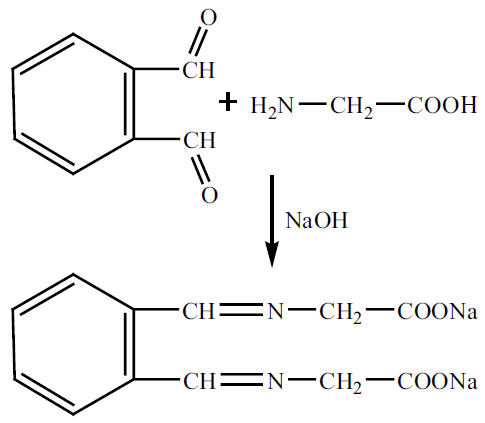 O
CH
+ H₂N—CH₂—COOH
CH
O
NaOH
CH=N—CH₂—COONa
CH=N—CH₂—COONa